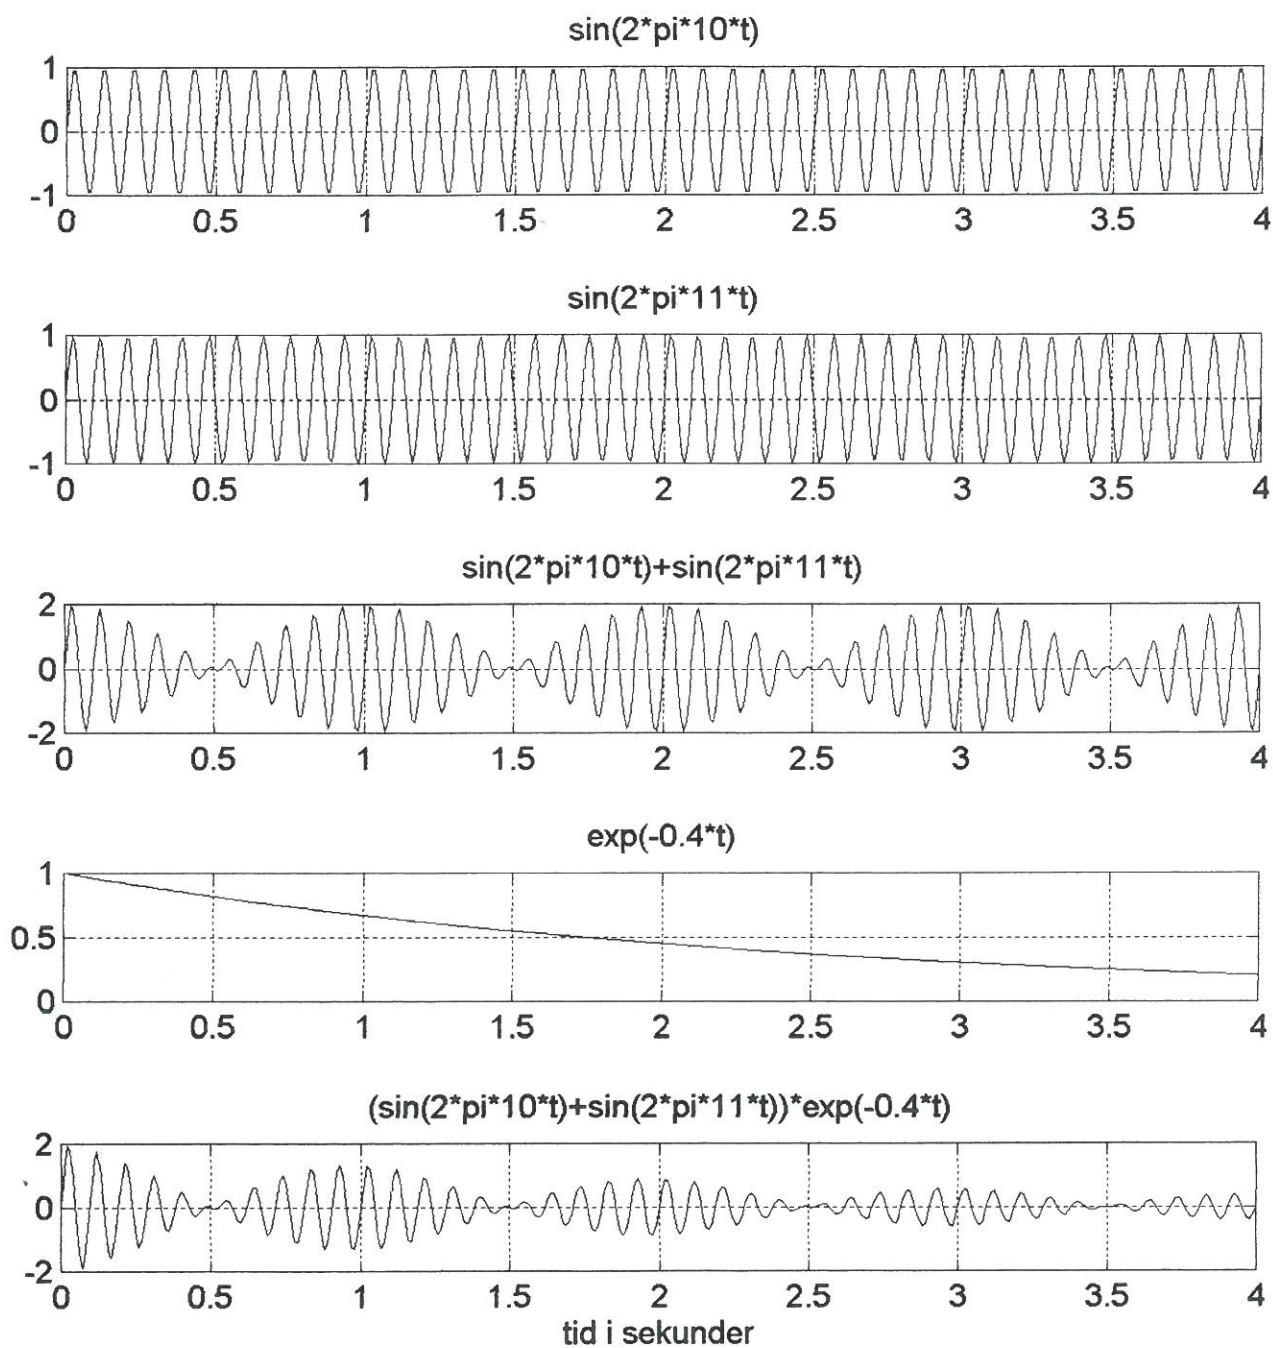 sin(2*pi*10*t)
1
0
-1
0 0.5 1 1.5 2 2.5 3 3.5 4
sin(2*pi*11*t)
1
0
-1
0 0.5 1 1.5 2 2.5 3 3.5 4
sin(2*pi*10*t)+sin(2*pi*11*t)
2
0
-2
0 0.5 1 1.5 2 2.5 3 3.5 4
exp(-0.4*t)
1
0.5
0
0 0.5 1 1.5 2 2.5 3 3.5 4
(sin(2*pi*10*t)+sin(2*pi*11*t))*exp(-0.4*t)
2
0
-2
0 0.5 1 1.5 2 2.5 3 3.5 4
tid i sekunder